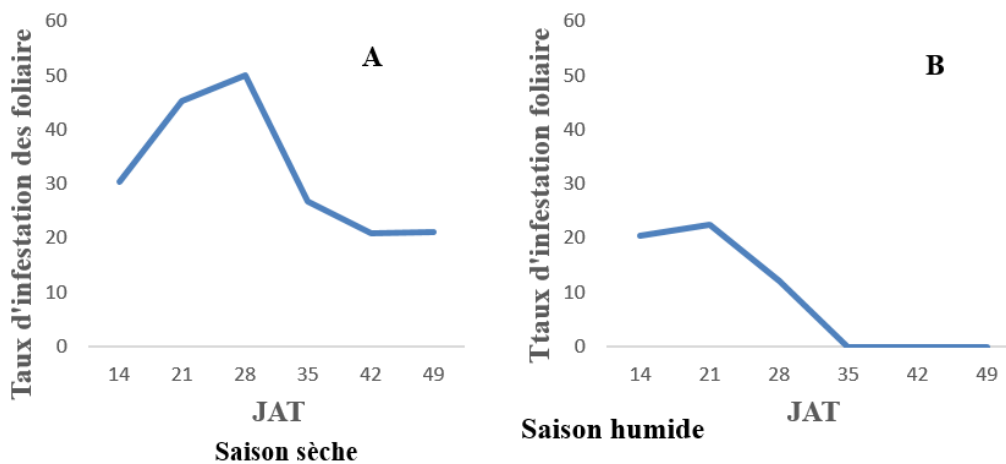 Taux d'infestation des foliaire
60
50
40
30
20
10
0
A
14 21 28 35 42 49
JAT
Saison sèche
Ttaux d'infestation foliaire
60
50
40
30
20
10
0
B
14 21 28 35 42 49
JAT
Saison humide